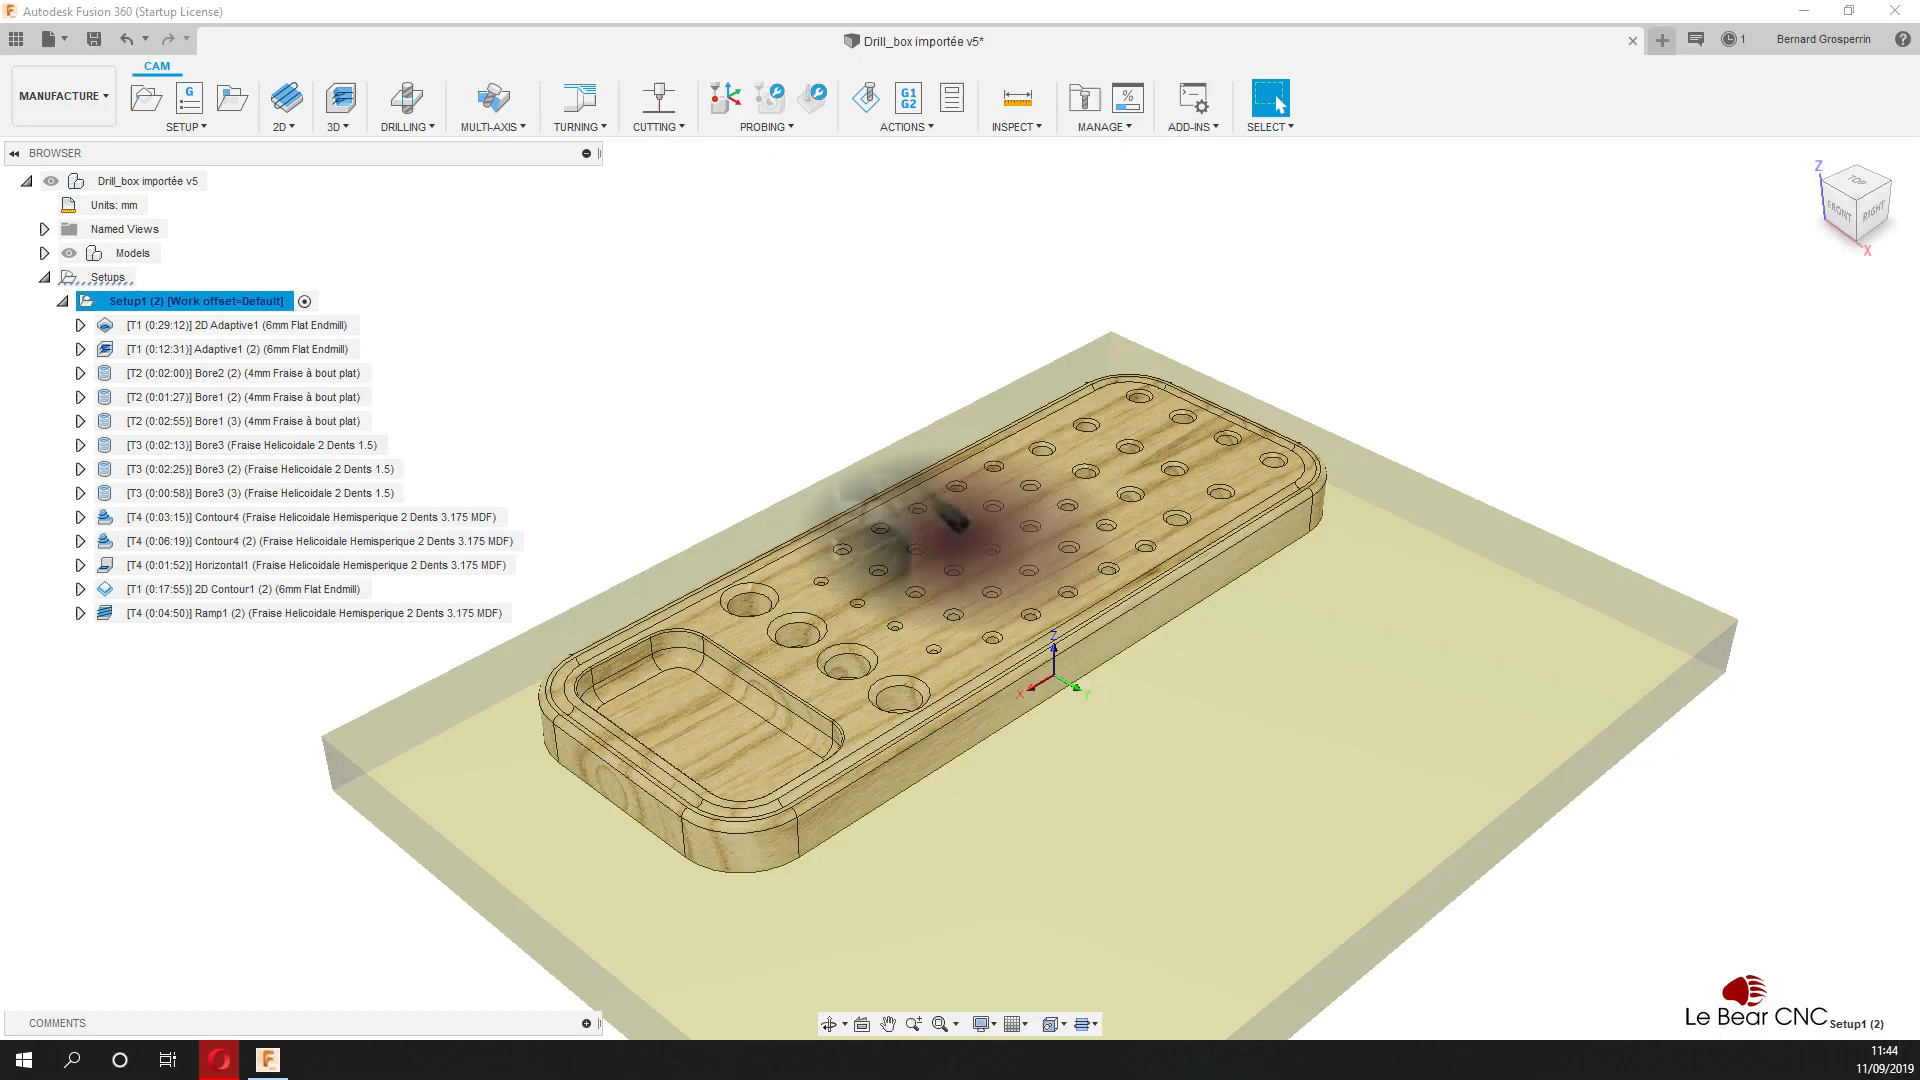 Autodesk Fusion 360 (Startup License)
Drill_box importée v5*
1
Bernard Grosperrin
CAM
MANUFACTURE
SETUP
2D
3D
DRILLING
MULTI-AXIS
TURNING
CUTTING
PROBING
G1
G2
ACTIONS
INSPECT
MANAGE
ADD-INS
SELECT
BROWSER
Drill_box importée v5
Units: mm
Named Views
Models
Setups
Setup1 (2) [Work offset=Default]
[T1 (0:29:12)] 2D Adaptive1 (6mm Flat Endmill)
[T1 (0:12:31)] Adaptive1 (2) (6mm Flat Endmill)
[T2 (0:02:00)] Bore2 (2) (4mm Fraise à bout plat)
[T2 (0:01:27)] Bore1 (2) (4mm Fraise à bout plat)
[T2 (0:02:55)] Bore1 (3) (4mm Fraise à bout plat)
[T3 (0:02:13)] Bore3 (Fraise Helicoidale 2 Dents 1.5)
[T3 (0:02:25)] Bore3 (2) (Fraise Helicoidale 2 Dents 1.5)
[T3 (0:00:58)] Bore3 (3) (Fraise Helicoidale 2 Dents 1.5)
[T4 (0:03:15)] Contour4 (Fraise Helicoidale Hemisperique 2 Dents 3.175 MDF)
[T4 (0:06:19)] Contour4 (2) (Fraise Helicoidale Hemisperique 2 Dents 3.175 MDF)
[T4 (0:01:52)] Horizontal1 (Fraise Helicoidale Hemisperique 2 Dents 3.175 MDF)
[T1 (0:17:55)] 2D Contour1 (2) (6mm Flat Endmill)
[T4 (0:04:50)] Ramp1 (2) (Fraise Helicoidale Hemisperique 2 Dents 3.175 MDF)
Z
TOP
FRONT
RIGHT
X
Z
X
Y
COMMENTS
Le Bear CNC
Setup1 (2)
11:44
11/09/2019